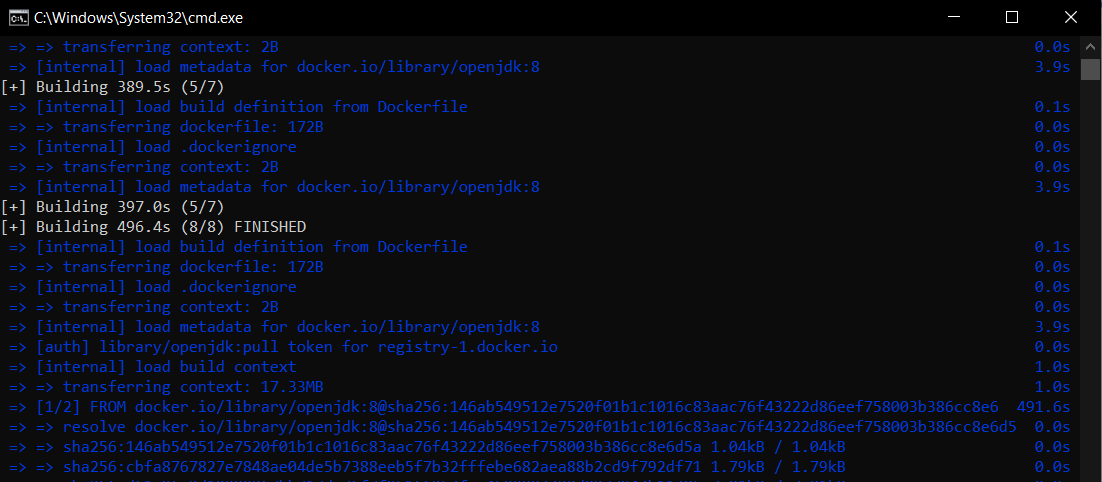 C:\Windows\System32\cmd.exe
=> => transferring context: 2B 0.0s
=> [internal] load metadata for docker.io/library/openjdk:8 3.9s
[+] Building 389.5s (5/7)
=> [internal] load build definition from Dockerfile 0.1s
=> => transferring dockerfile: 172B 0.0s
=> [internal] load .dockerignore 0.0s
=> => transferring context: 2B 0.0s
=> [internal] load metadata for docker.io/library/openjdk:8 3.9s
[+] Building 397.0s (5/7)
[+] Building 496.4s (8/8) FINISHED
=> [internal] load build definition from Dockerfile 0.1s
=> => transferring dockerfile: 172B 0.0s
=> [internal] load .dockerignore 0.0s
=> => transferring context: 2B 0.0s
=> [internal] load metadata for docker.io/library/openjdk:8 3.9s
=> [auth] library/openjdk:pull token for registry-1.docker.io 0.0s
=> [internal] load build context 1.0s
=> => transferring context: 17.33MB 1.0s
=> [1/2] FROM docker.io/library/openjdk:8@sha256:146ab549512e7520f01b1c1016c83aac76f43222d86eef758003b386cc8e6 491.6s
=> => resolve docker.io/library/openjdk:8@sha256:146ab549512e7520f01b1c1016c83aac76f43222d86eef758003b386cc8e6d5 0.0s
=> => sha256:146ab549512e7520f01b1c1016c83aac76f43222d86eef758003b386cc8e6d5a 1.04kB / 1.04kB 0.0s
=> => sha256:cbfa8767827e7848ae04de5b7388eeb5f7b32fffebe682aea88b2cd9f792df71 1.79kB / 1.79kB 0.0s